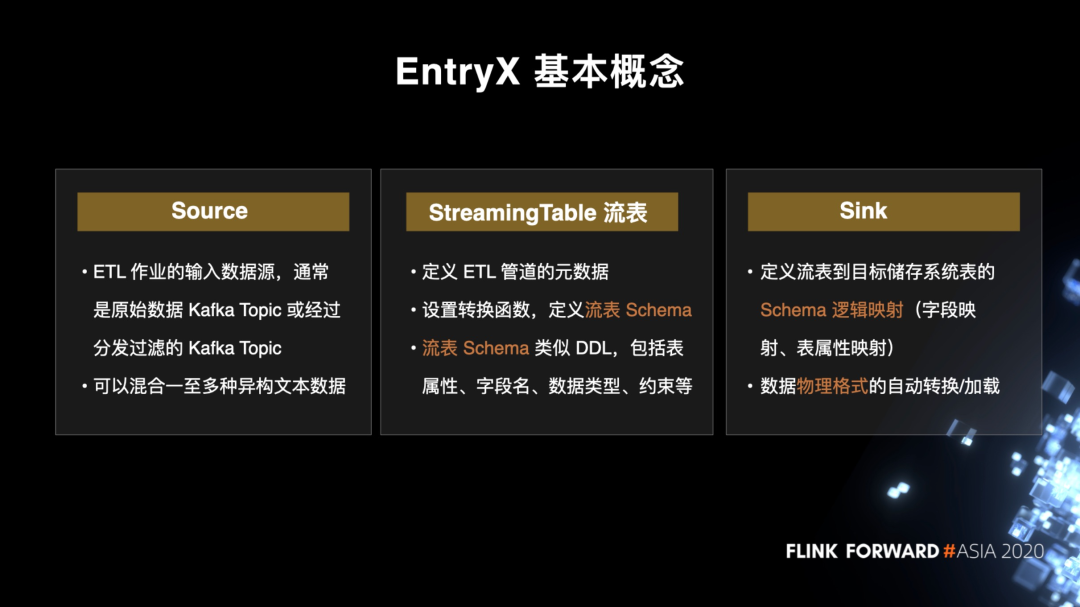 EntryX 基本概念
Source
• ETL 作业的输入数据源，通常
是原始数据 Kafka Topic 或经过
分发过滤的 Kafka Topic
• 可以混合一至多种异构文本数据
StreamingTable 流表
• 定义 ETL 管道的元数据
• 设置转换函数，定义流表 Schema
• 流表 Schema 类似 DDL，包括表
属性、字段名、数据类型、约束等
Sink
• 定义流表到目标储存系统表的
Schema 逻辑映射（字段映
射、表属性映射）
• 数据物理格式的自动转换/加载
FLINK FORWARD #ASIA 2020